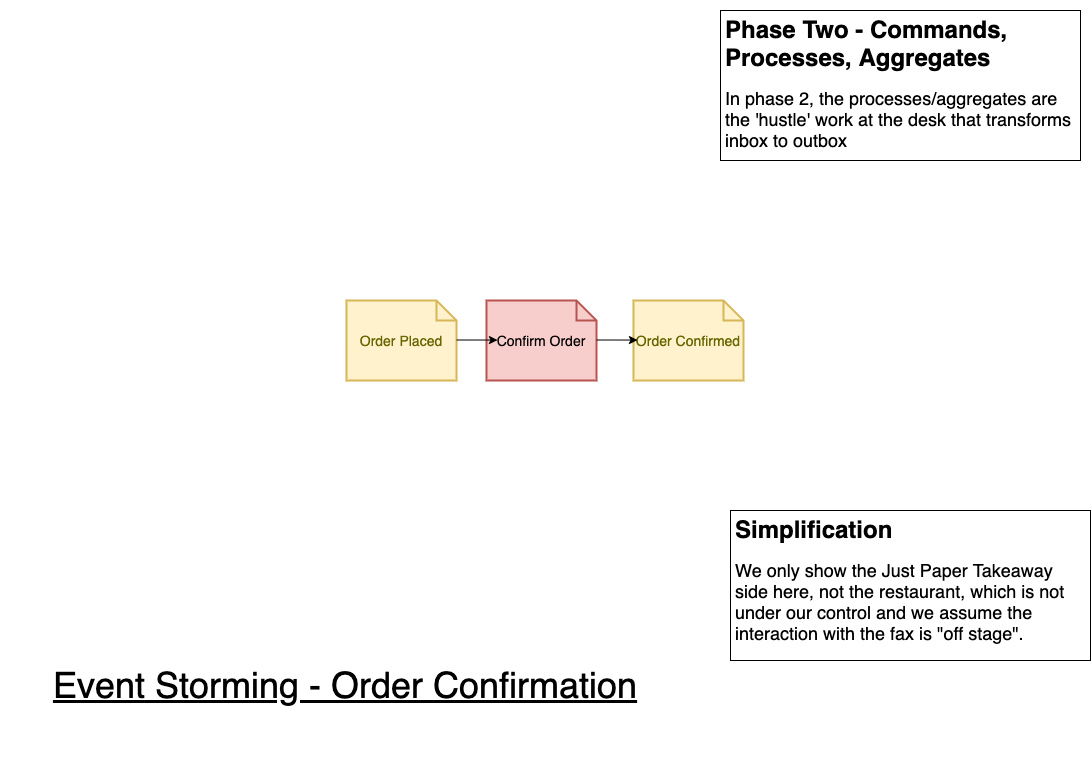 Phase Two - Commands,
Processes, Aggregates
In phase 2, the processes/aggregates are
the 'hustle' work at the desk that transforms
inbox to outbox
Order Placed
Confirm Order
Order Confirmed
Simplification
We only show the Just Paper Takeaway
side here, not the restaurant, which is not
under our control and we assume the
interaction with the fax is "off stage".
Event Storming - Order Confirmation